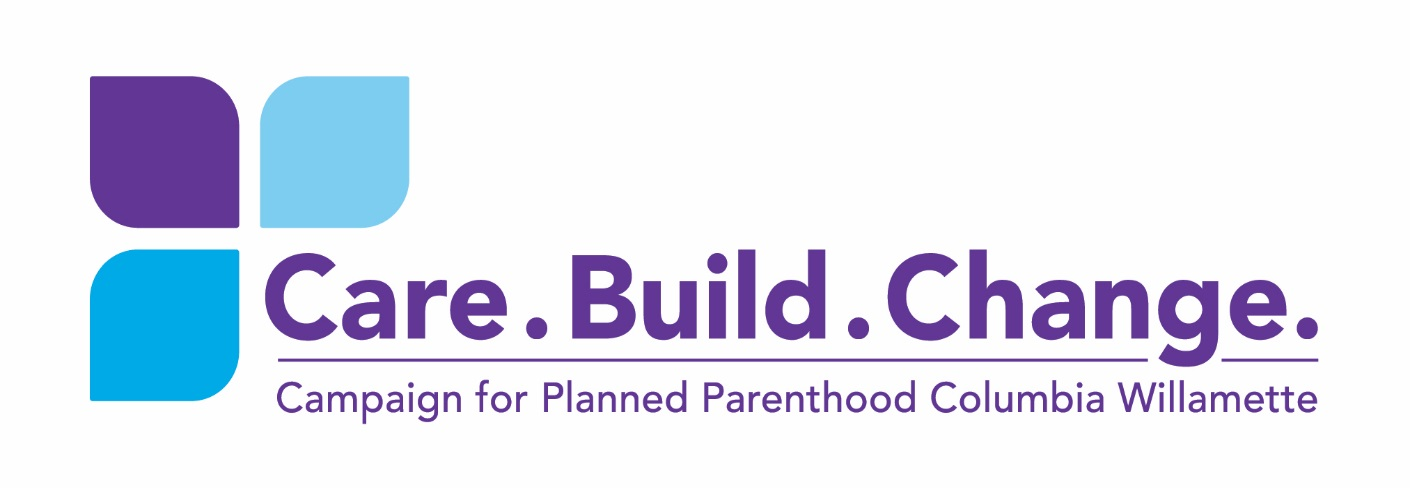 Care. Build. Change.
Campaign for Planned Parenthood Columbia Willamette